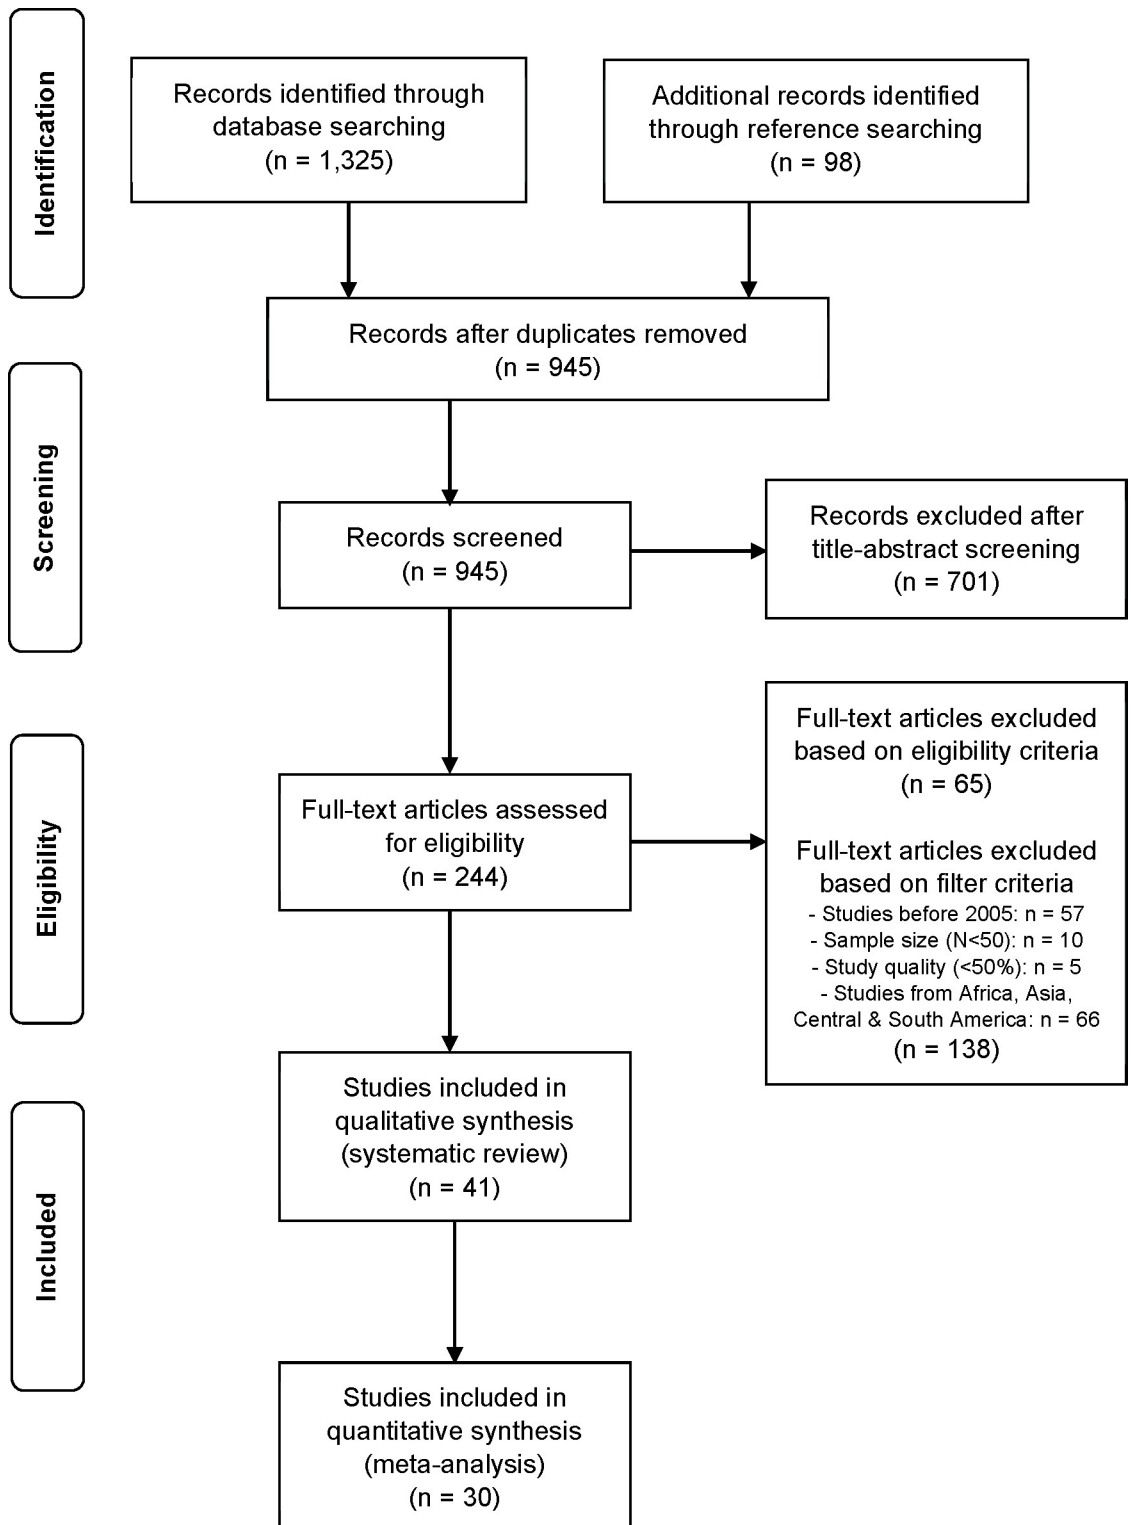 Identification
Records identified through
database searching
(n = 1,325)
Additional records identified
through reference searching
(n = 98)
Records after duplicates removed
(n = 945)
Screening
Records screened
(n = 945)
Records excluded after
title-abstract screening
(n = 701)
Eligibility
Full-text articles assessed
for eligibility
(n = 244)
Full-text articles excluded
based on eligibility criteria
(n = 65)
Full-text articles excluded
based on filter criteria
- Studies before 2005: n = 57
- Sample size (N<50): n = 10
- Study quality (<50%): n = 5
- Studies from Africa, Asia,
Central & South America: n = 66
(n = 138)
Included
Studies included in
qualitative synthesis
(systematic review)
(n = 41)
Studies included in
quantitative synthesis
(meta-analysis)
(n = 30)